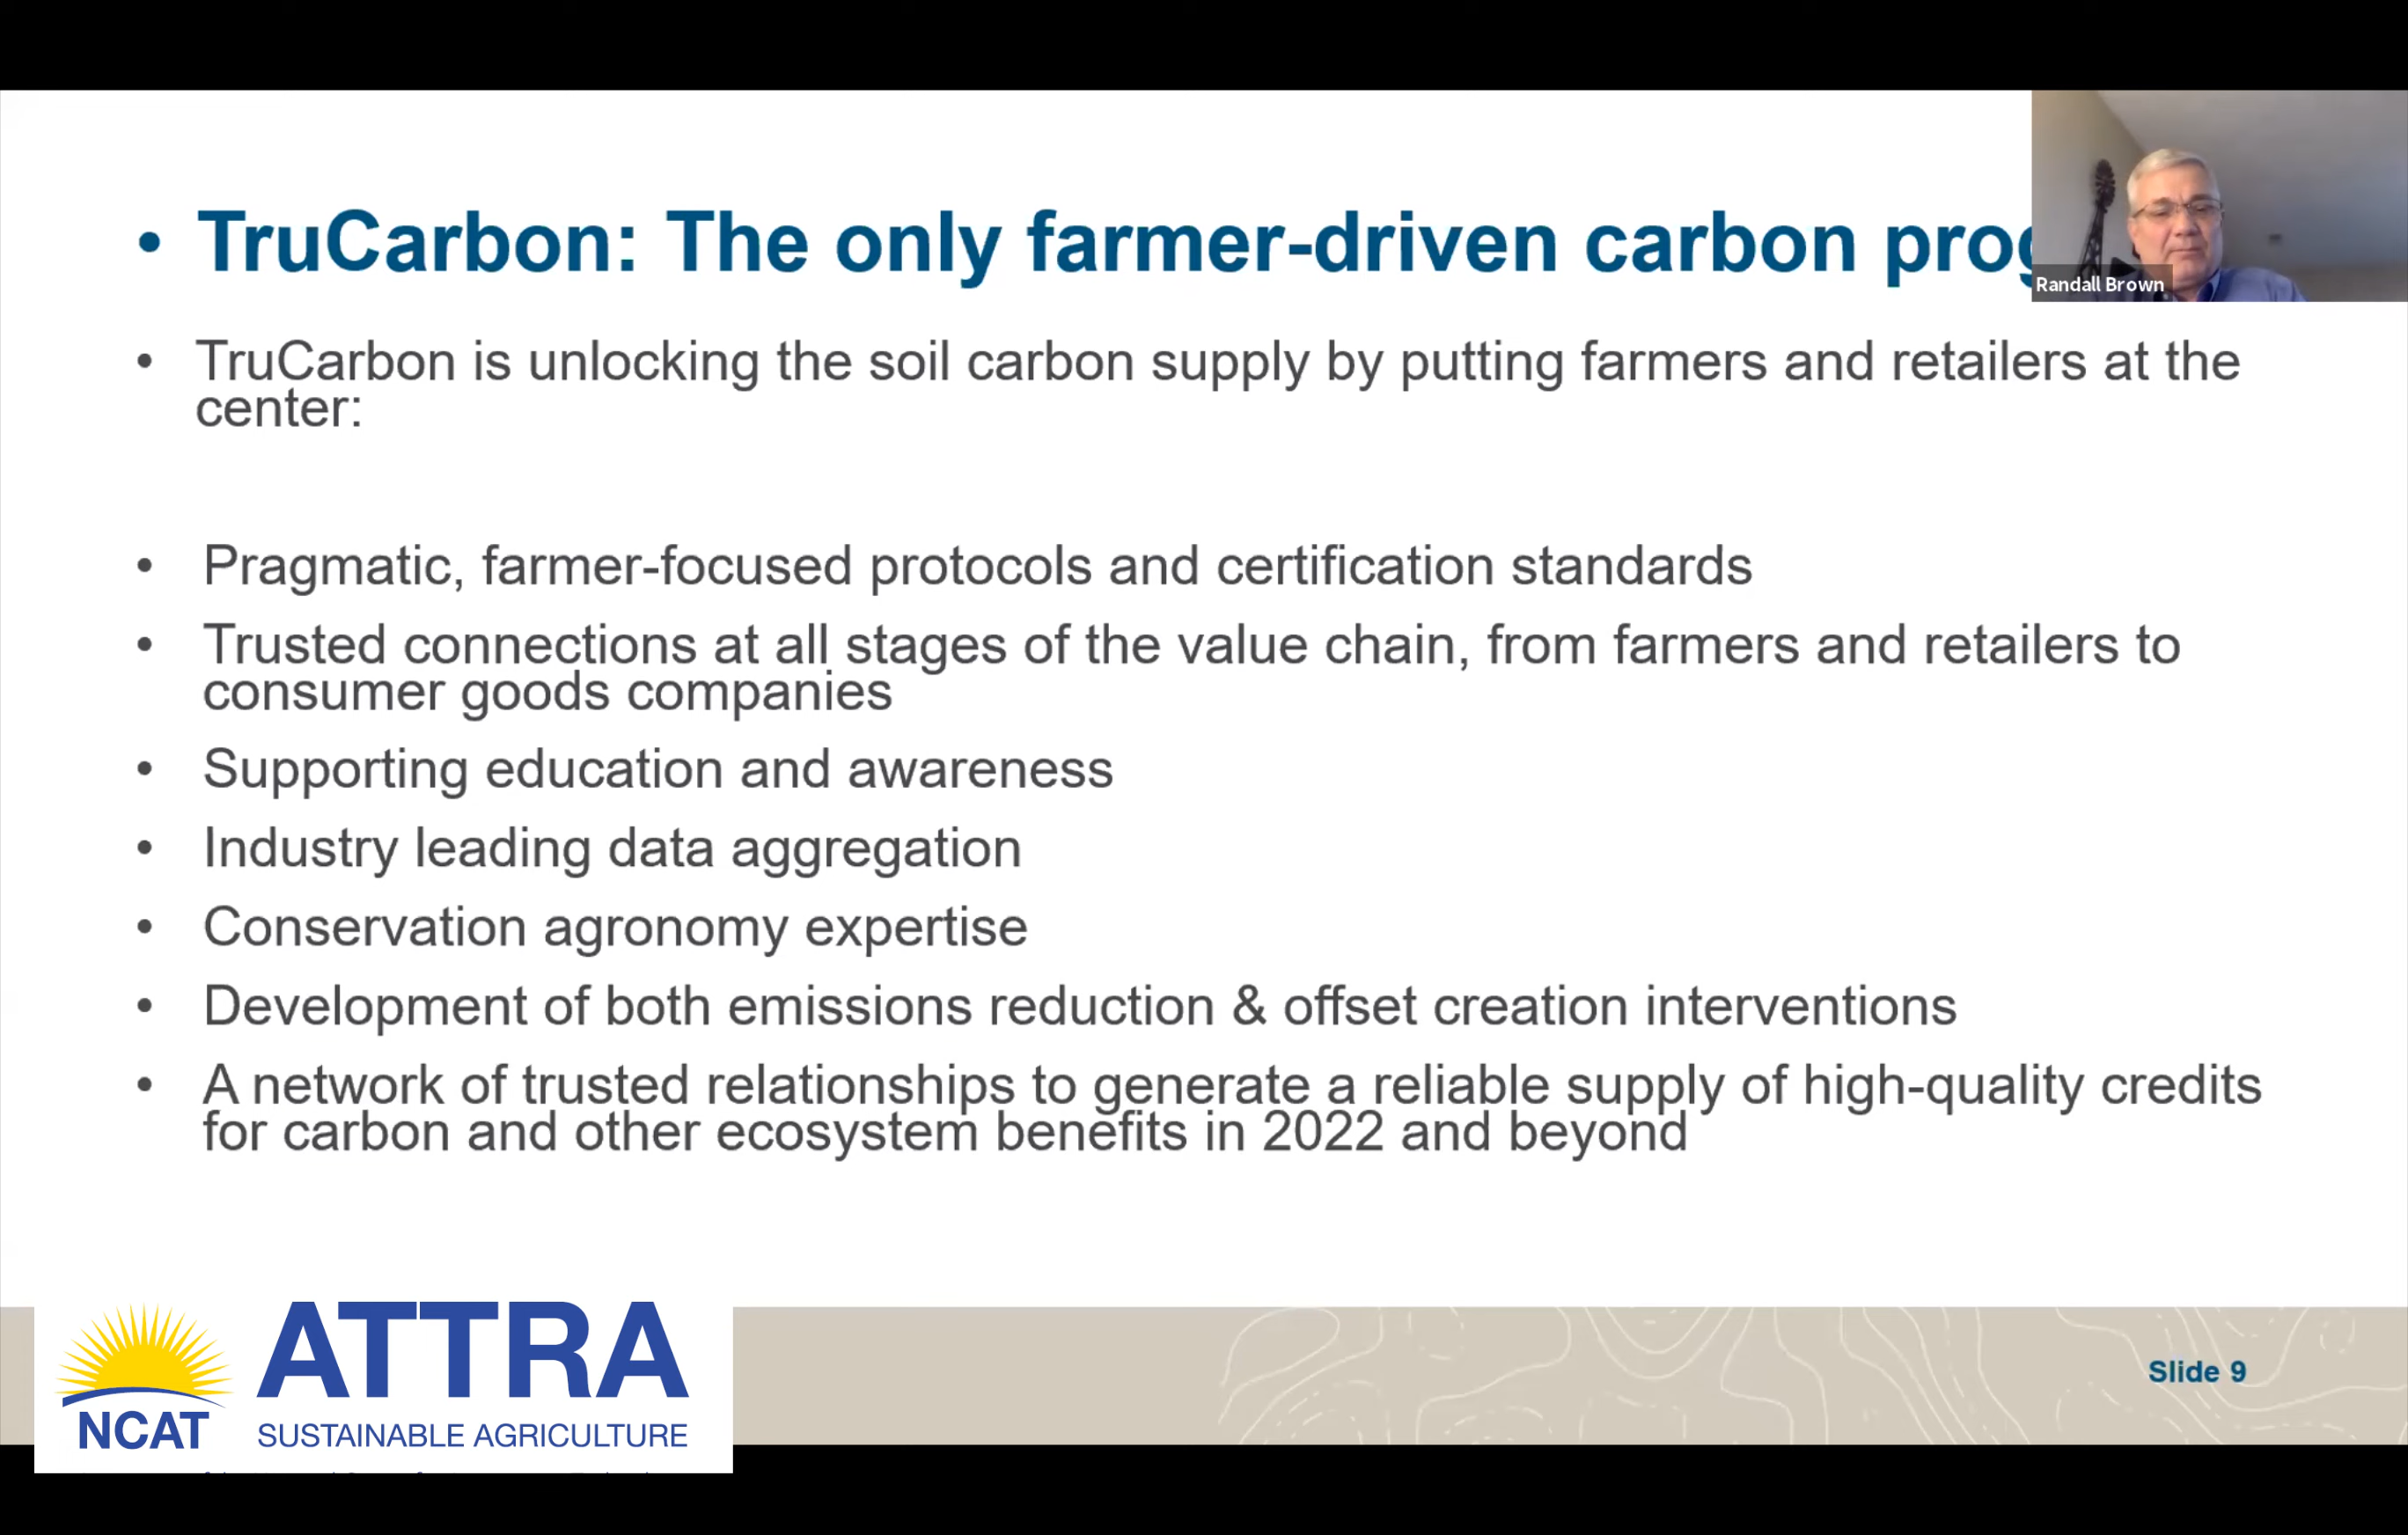 • TruCarbon: The only farmer-driven carbon
Randall Brown
• TruCarbon is unlocking the soil carbon supply by putting farmers and retailers at the
center:
• Pragmatic, farmer-focused protocols and certification standards
• Trusted connections at all stages of the value chain, from farmers and retailers to
consumer goods companies
• Supporting education and awareness
• Industry leading data aggregation
• Conservation agronomy expertise
• Development of both emissions reduction & offset creation interventions
• A network of trusted relationships to generate a reliable supply of high-quality credits
for carbon and other ecosystem benefits in 2022 and beyond
ATTRA
NCAT
SUSTAINABLE AGRICULTURE
Slide 9